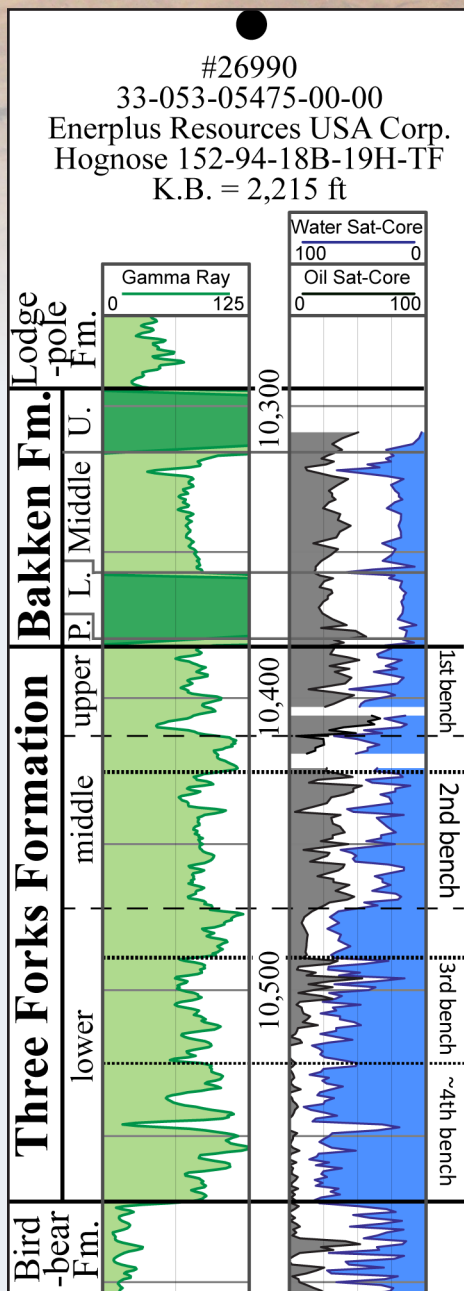 #26990
33-053-05475-00-00
Enerplus Resources USA Corp.
Hognose 152-94-18B-19H-TF
K.B. = 2,215 ft
Water Sat-Core
100 0
Gamma Ray
0 125
Oil Sat-Core
0 100
Lodge
-pole
Fm.
Bakken Fm.
U.
Middle
L.
P.
10,300
Three Forks Formation
upper
middle
lower
10,400
10,500
1st bench
2nd bench
3rd bench
~4th bench
Bird
-bear
Fm.